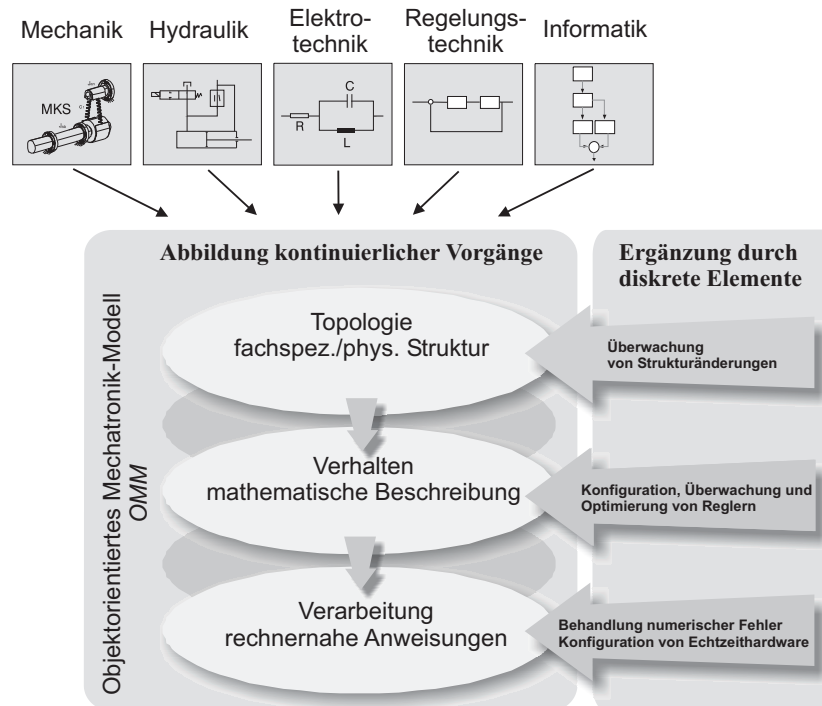 Mechanik
Hydraulik
Elektro-
technik
Regelungs-
technik
Informatik
MKS
C
R
L
Abbildung kontinuierlicher Vorgänge
Ergänzung durch
diskrete Elemente
Objektorientiertes Mechatronik-Modell
OMM
Topologie
fachspez./phys. Struktur
Überwachung
von Strukturänderungen
Verhalten
mathematische Beschreibung
Konfiguration, Überwachung und
Optimierung von Reglern
Verarbeitung
rechnernahe Anweisungen
Behandlung numerischer Fehler
Konfiguration von Echtzeithardware